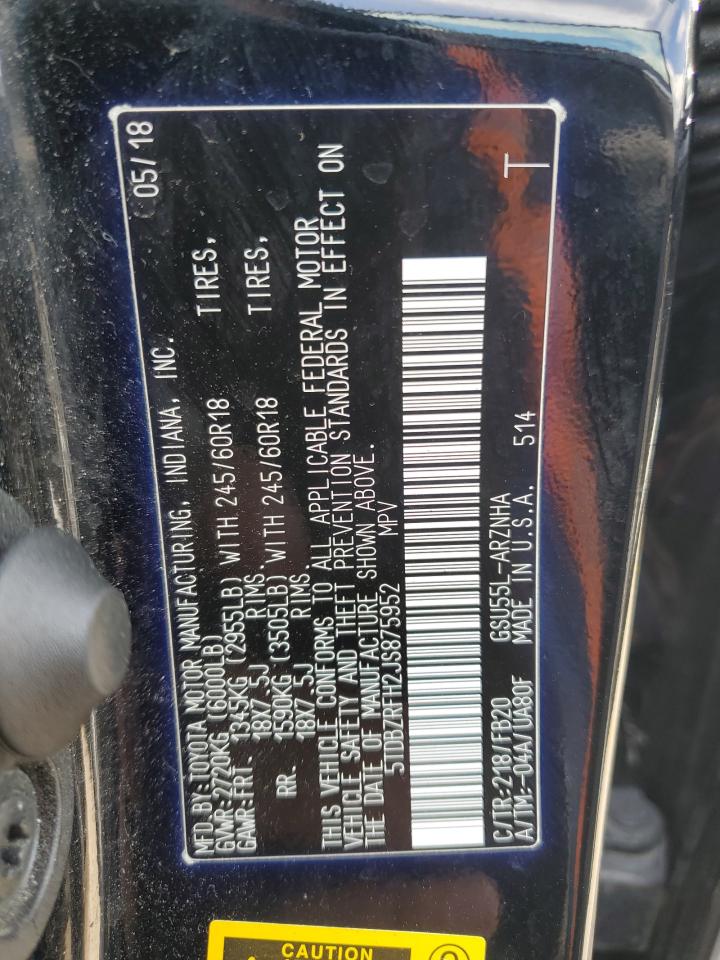 MFD.BY:TOYOTA MOTOR MANUFACTURING, INDIANA, INC. 05/18
GVWR:2720KG (6000LB)
GAWR:FRT. 1345KG (2955LB) WITH 245/60R18 TIRES,
18X7.5J RIMS.
RR. 1590KG (3505LB) WITH 245/60R18 TIRES,
18X7.5J RIMS.
THIS VEHICLE CONFORMS TO ALL APPLICABLE FEDERAL MOTOR
VEHICLE SAFETY AND THEFT PREVENTION STANDARDS IN EFFECT ON
THE DATE OF MANUFACTURE SHOWN ABOVE.
5TDBZRFH2JS875952 MPV
C/TR:218/FB20 GSU55L-ARZNHA
A/TM:-04A/UA80F MADE IN U.S.A. 514 T
CAUTION